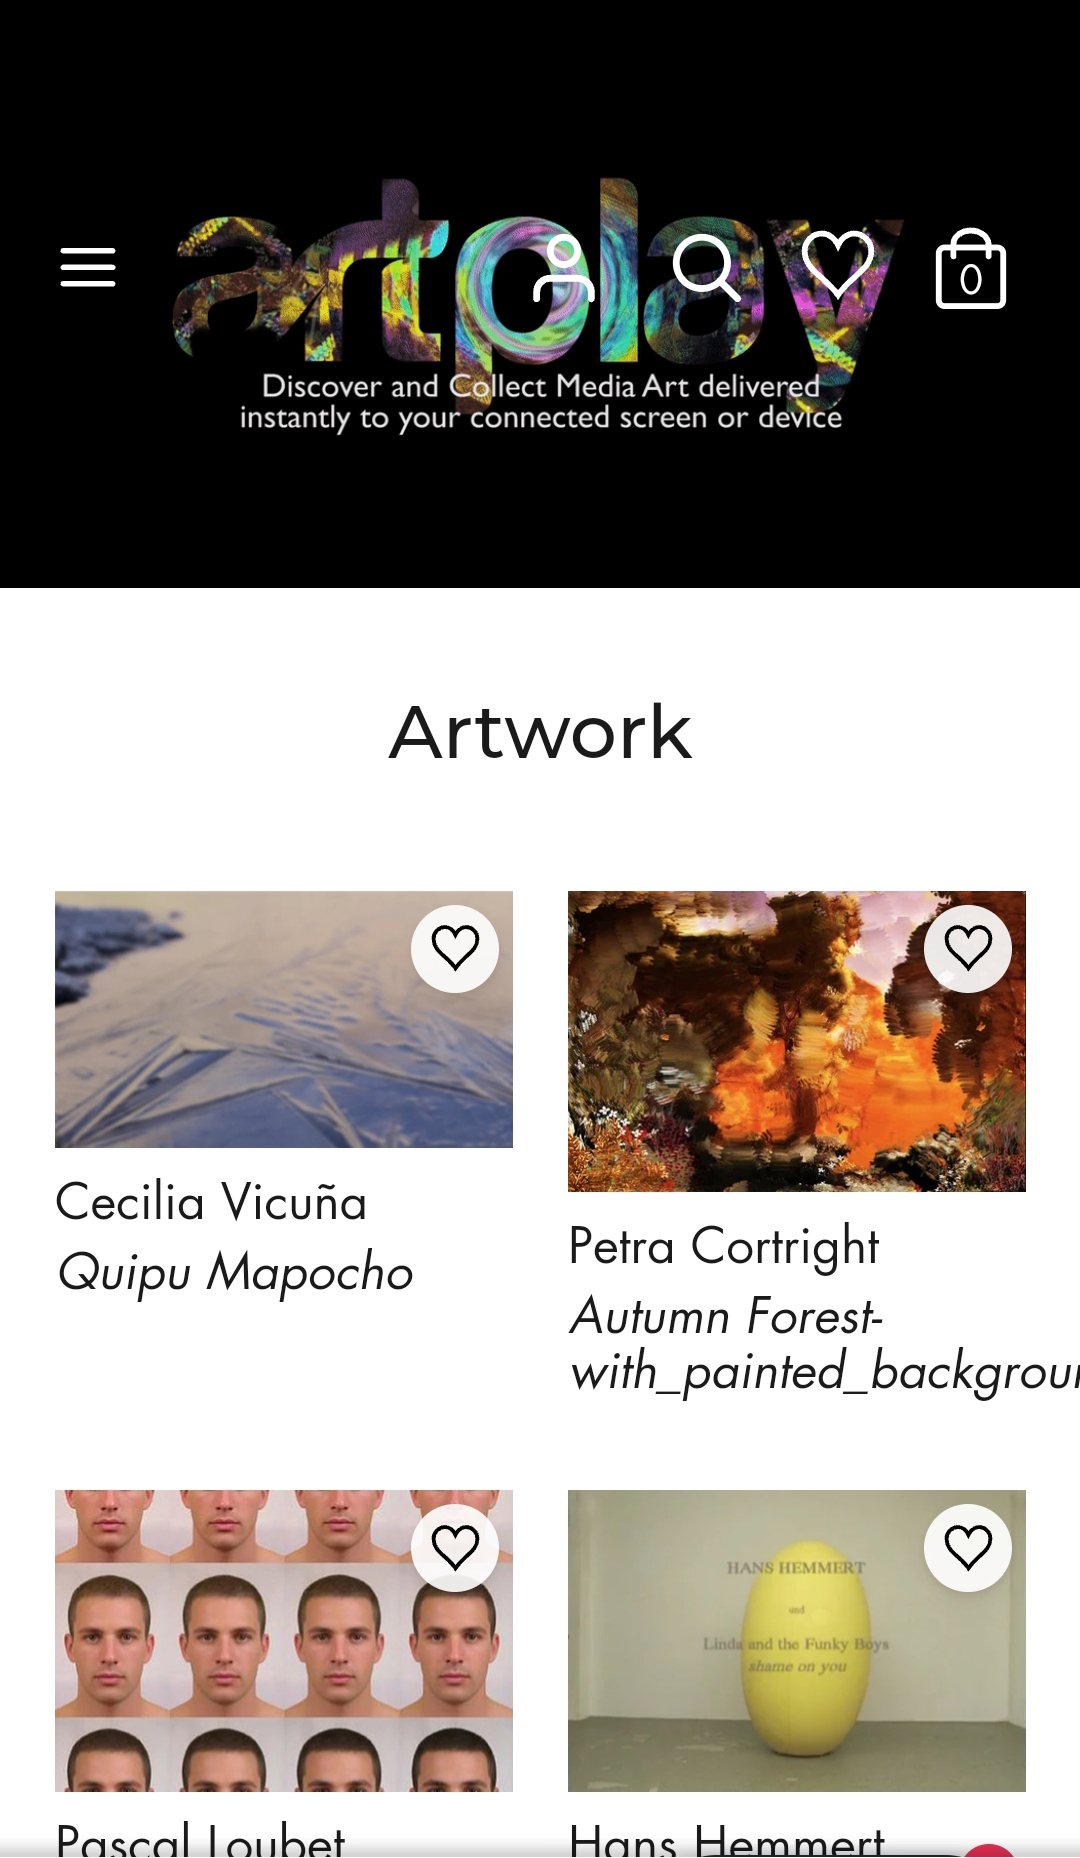 artplay
Discover and Collect Media Art delivered
instantly to your connected screen or device
0
Artwork
Cecilia Vicuña
Quipu Mapocho
Petra Cortright
Autumn Forest-
with_painted_backgroun
HANS HEMMERT
und
Linda and the Funky Boys
shame on you
Pascal Loubet
Hans Hemmert